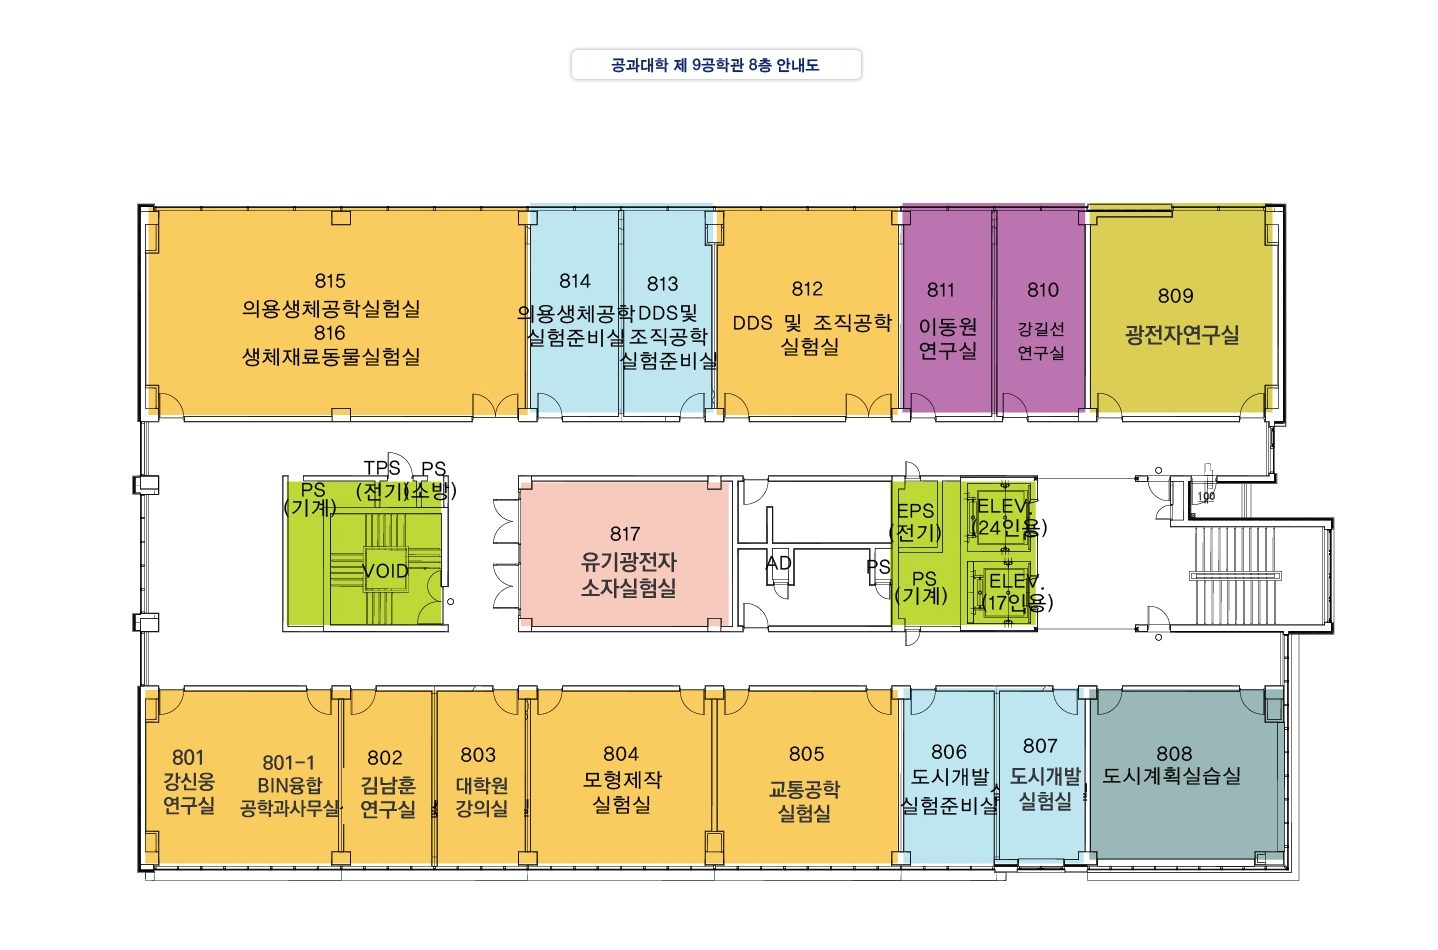 공과대학 제 9공학관 8층 안내도
815
의용생체공학실험실
816
생체재료동물실험실
814
의용생체공학
실험준비실
813
DDS및
조직공학
실험준비실
812
DDS 및 조직공학
실험실
811
이동원
연구실
810
강길선
연구실
809
광전자연구실
TPS
(전기)
PS
(소방)
PS
(기계)
VOID
817
유기광전자
소자실험실
AD
PS
EPS
(전기)
PS
(기계)
ELEV.
(24인용)
ELEV.
(17인용)
100
801
강신웅
연구실
801-1
BIN융합
공학과사무실
802
김남훈
연구실
803
대학원
강의실
804
모형제작
실험실
805
교통공학
실험실
806
도시개발
실험준비실
807
도시개발
실험실
808
도시계획실습실